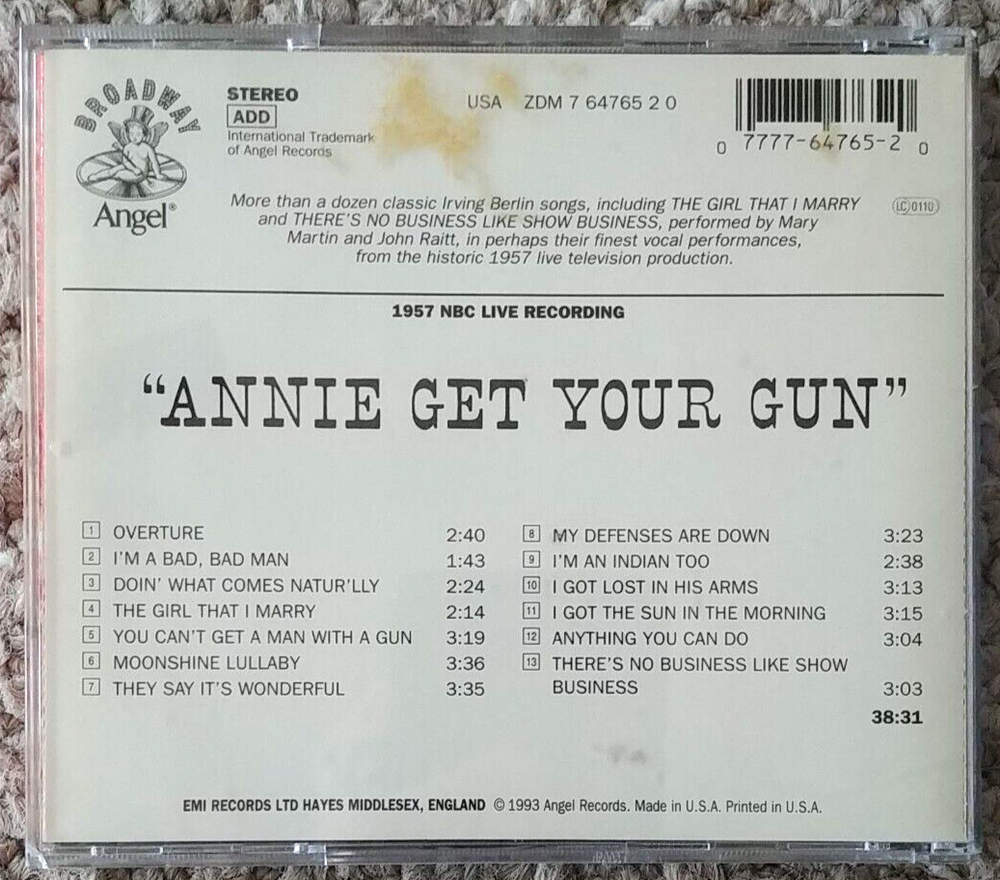 BROADWAY
Angel®
STEREO
ADD
International Trademark
of Angel Records
USA ZDM 7 64765 2 0
0 7777-64765-2 0
More than a dozen classic Irving Berlin songs, including THE GIRL THAT I MARRY
and THERE'S NO BUSINESS LIKE SHOW BUSINESS, performed by Mary
Martin and John Raitt, in perhaps their finest vocal performances,
from the historic 1957 live television production.
LC 0110
1957 NBC LIVE RECORDING
“ANNIE GET YOUR GUN”
1 OVERTURE 2:40
2 I'M A BAD, BAD MAN 1:43
3 DOIN' WHAT COMES NATUR'LLY 2:24
4 THE GIRL THAT I MARRY 2:14
5 YOU CAN'T GET A MAN WITH A GUN 3:19
6 MOONSHINE LULLABY 3:36
7 THEY SAY IT'S WONDERFUL 3:35
8 MY DEFENSES ARE DOWN 3:23
9 I'M AN INDIAN TOO 2:38
10 I GOT LOST IN HIS ARMS 3:13
11 I GOT THE SUN IN THE MORNING 3:15
12 ANYTHING YOU CAN DO 3:04
13 THERE'S NO BUSINESS LIKE SHOW
BUSINESS 3:03
38:31
EMI RECORDS LTD HAYES MIDDLESEX, ENGLAND © 1993 Angel Records. Made in U.S.A. Printed in U.S.A.